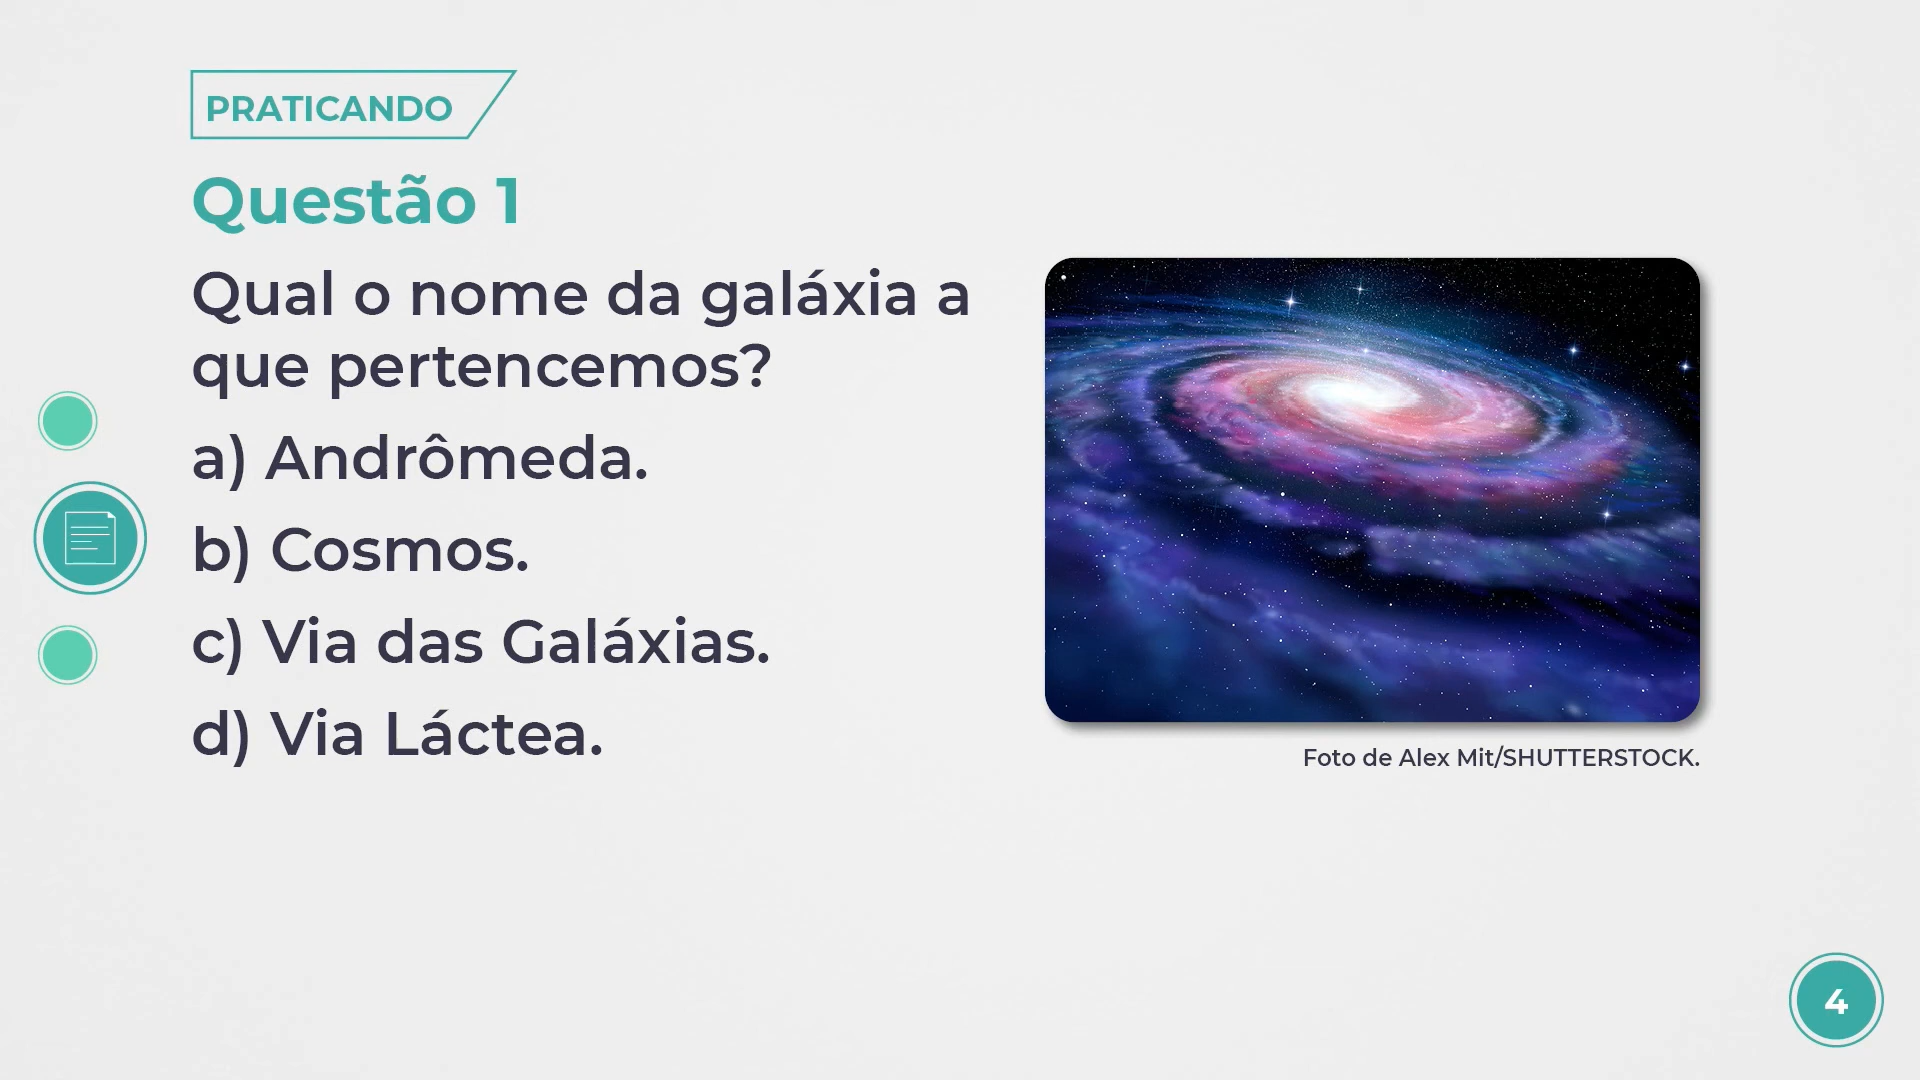 PRATICANDO
Questão 1
Qual o nome da galáxia a
que pertencemos?
a) Andrômeda.
b) Cosmos.
c) Via das Galáxias.
d) Via Láctea.
Foto de Alex Mit/SHUTTERSTOCK.
4